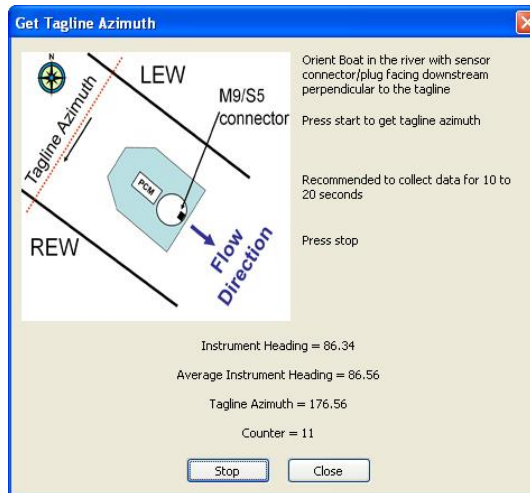 Get Tagline Azimuth
N
LEW
M9/S5
connector
Tagline Azimuth
PCM
REW
Flow
Direction
Orient Boat in the river with sensor
connector/plug facing downstream
perpendicular to the tagline
Press start to get tagline azimuth
Recommended to collect data for 10 to
20 seconds
Press stop
Instrument Heading = 86.34
Average Instrument Heading = 86.56
Tagline Azimuth = 176.56
Counter = 11
Stop
Close